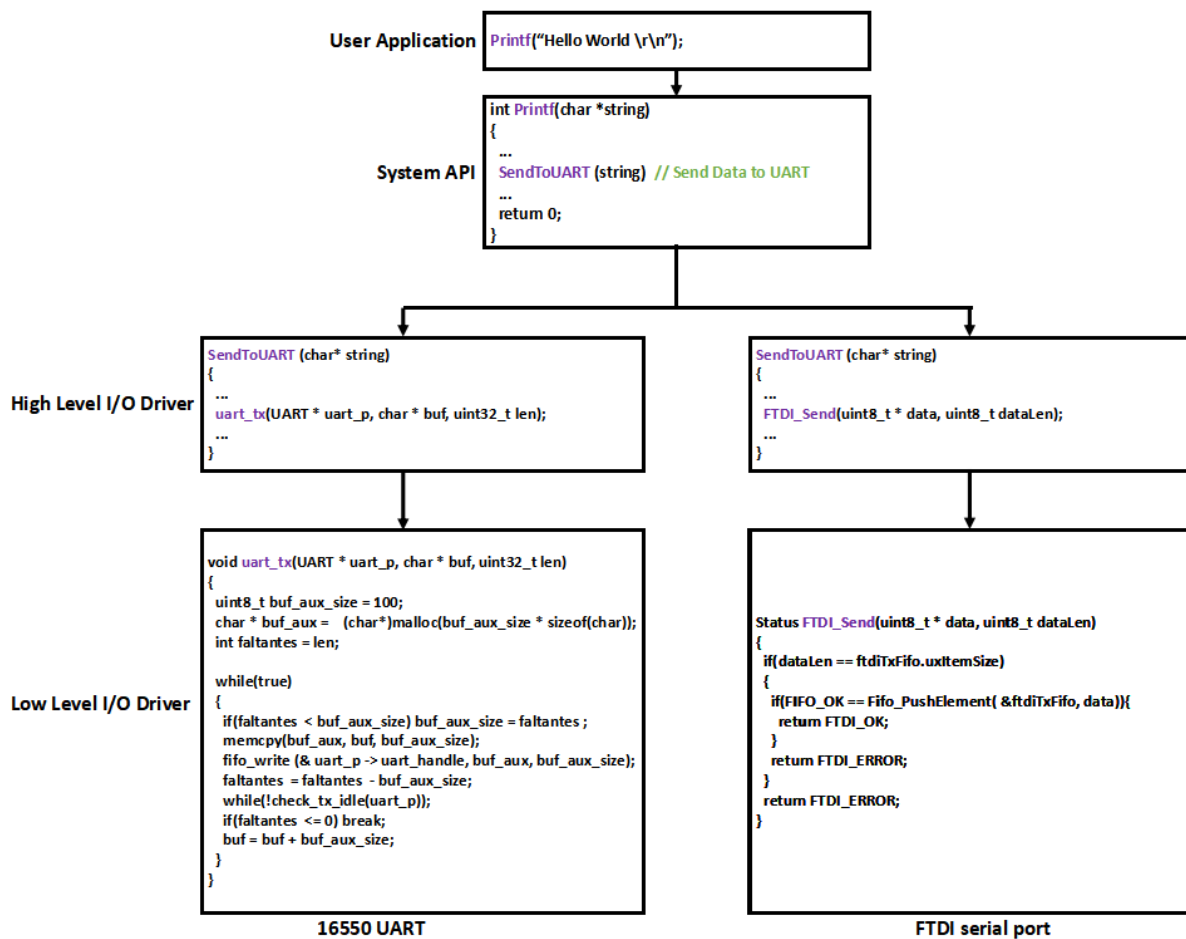 User Application
Printf(“Hello World \r\n”);
System API
int Printf(char *string)
{
...
SendToUART (string) // Send Data to UART
...
return 0;
}
High Level I/O Driver
SendToUART (char* string)
{
...
uart_tx(UART * uart_p, char * buf, uint32_t len);
...
}
SendToUART (char* string)
{
...
FTDI_Send(uint8_t * data, uint8_t dataLen);
...
}
Low Level I/O Driver
void uart_tx(UART * uart_p, char * buf, uint32_t len)
{
uint8_t buf_aux_size = 100;
char * buf_aux = (char*)malloc(buf_aux_size * sizeof(char));
int faltantes = len;
while(true)
{
if(faltantes < buf_aux_size) buf_aux_size = faltantes ;
memcpy(buf_aux, buf, buf_aux_size);
fifo_write (& uart_p -> uart_handle, buf_aux, buf_aux_size);
faltantes = faltantes - buf_aux_size;
while(!check_tx_idle(uart_p));
if(faltantes <= 0) break;
buf = buf + buf_aux_size;
}
}
16550 UART
Status FTDI_Send(uint8_t * data, uint8_t dataLen)
{
if(dataLen == ftdiTxFifo.uxItemSize)
{
if(FIFO_OK == Fifo_PushElement( &ftdiTxFifo, data)){
return FTDI_OK;
}
return FTDI_ERROR;
}
return FTDI_ERROR;
}
FTDI serial port